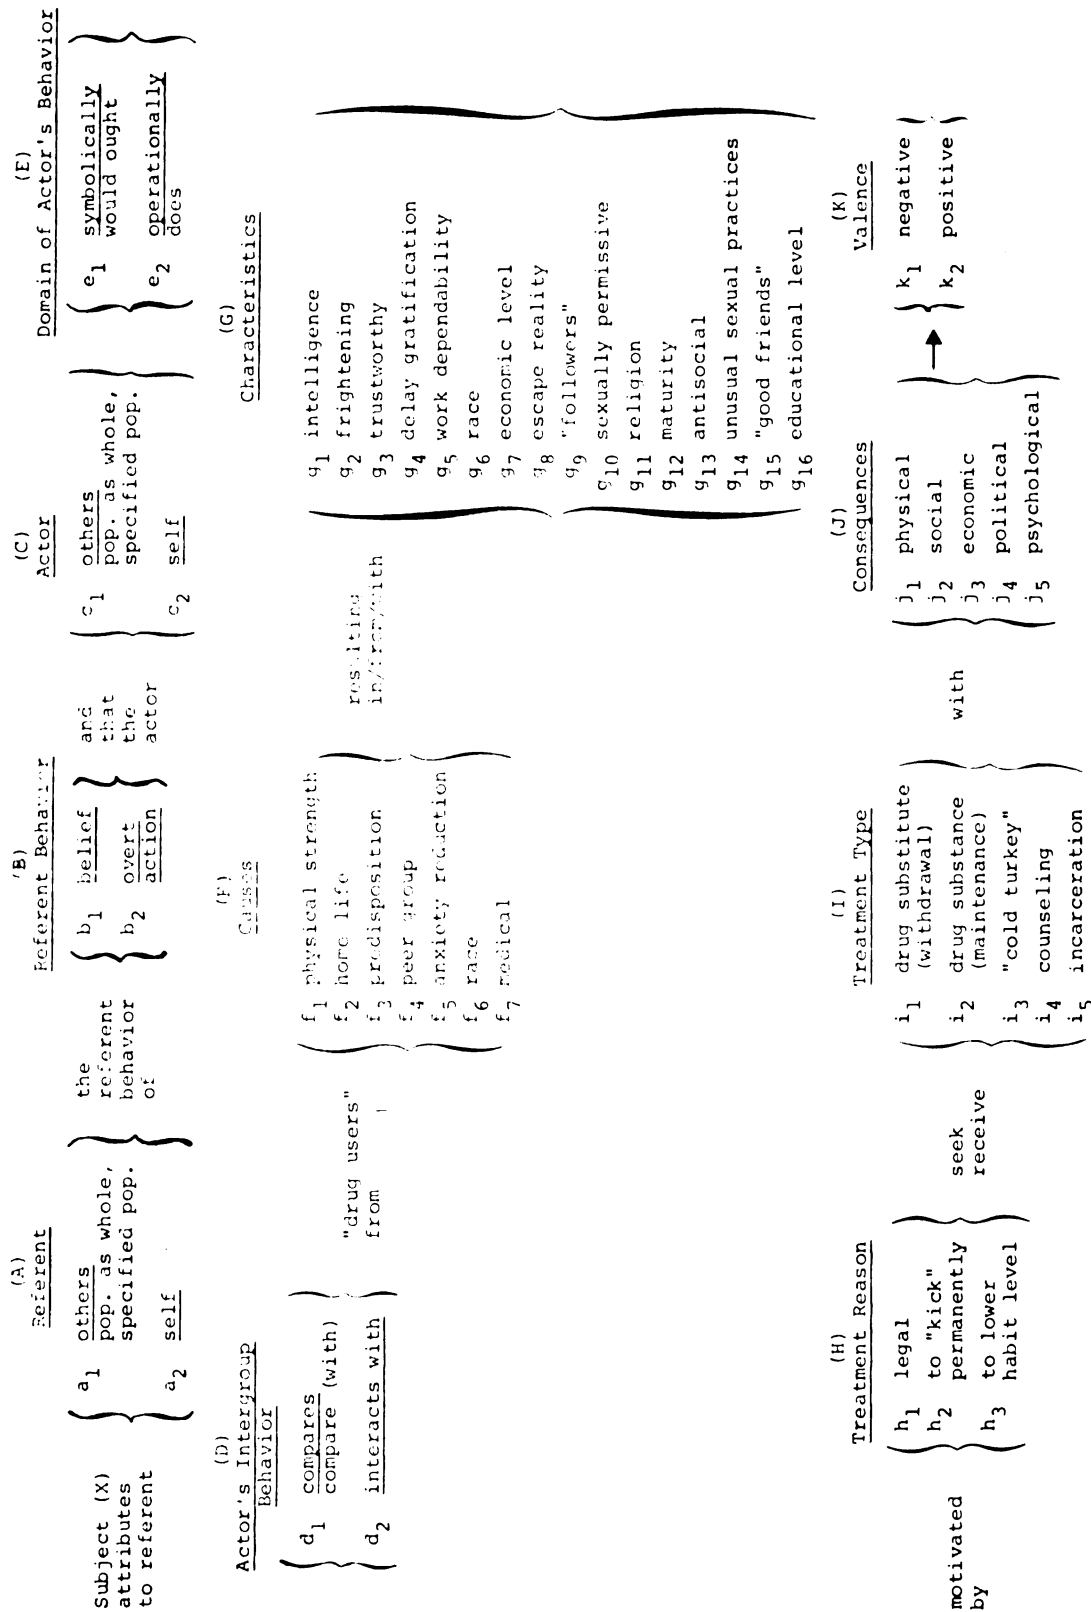 (A)
Referent
(B)
Referent Behavior
(C)
Actor
(E)
Domain of Actor's Behavior
Subject (X)
attributes
to referent
a1 others
pop. as whole,
specified pop.
a2 self
the
referent
behavior
of
b1 belief
b2 overt
action
and
that
the
actor
c1 others
pop. as whole,
specified pop.
c2 self
e1 symbolically
would ought
e2 operationally
does
(D)
Actor's Intergroup
Behavior
d1 compares
compare (with)
d2 interacts with
"drug users"
from
(F)
Causes
f1 physical strength
f2 home life
f3 predisposition
f4 peer group
f5 anxiety reduction
f6 race
f7 medical
resulting
in/from/with
(G)
Characteristics
g1 intelligence
g2 frightening
g3 trustworthy
g4 delay gratification
g5 work dependability
g6 race
g7 economic level
g8 escape reality
g9 "followers"
g10 sexually permissive
g11 religion
g12 maturity
g13 antisocial
g14 unusual sexual practices
g15 "good friends"
g16 educational level
motivated
by
(H)
Treatment Reason
h1 legal
h2 to "kick"
permanently
h3 to lower
habit level
seek
receive
(I)
Treatment Type
i1 drug substitute
(withdrawal)
i2 drug substance
(maintenance)
i3 "cold turkey"
i4 counseling
i5 incarceration
with
(J)
Consequences
j1 physical
j2 social
j3 economic
j4 political
j5 psychological
(K)
Valence
k1 negative
k2 positive